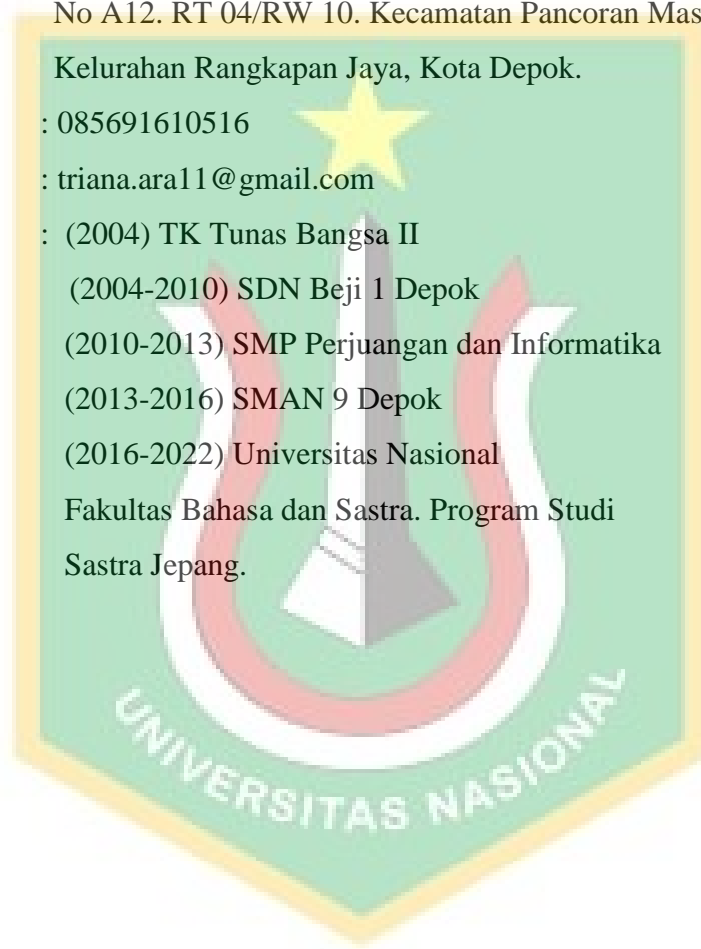 No A12. RT 04/RW 10. Kecamatan Pancoran Mas
Kelurahan Rangkapan Jaya, Kota Depok.
: 085691610516
: triana.ara11@gmail.com
: (2004) TK Tunas Bangsa II
(2004-2010) SDN Beji 1 Depok
(2010-2013) SMP Perjuangan dan Informatika
(2013-2016) SMAN 9 Depok
(2016-2022) Universitas Nasional
Fakultas Bahasa dan Sastra. Program Studi
Sastra Jepang.
UNIVERSITAS NASIONAL